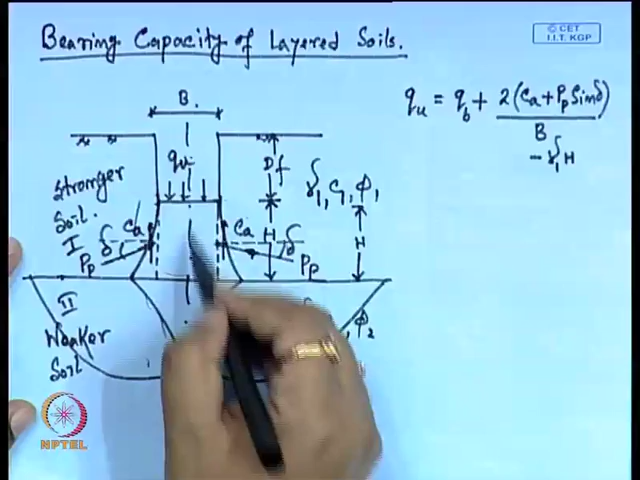 Bearing Capacity of Layered Soils.
© CET
I.I.T. KGP
B.
qu = qb + 2(Ca + Pp Sinδ) / B
- γ1 H
qu
Df
γ1, C1, φ1
Stronger
Soil.
I
Ca
Ca
H
H
δ
δ
Pp
Pp
II
Weaker
Soil
φ2
NPTEL